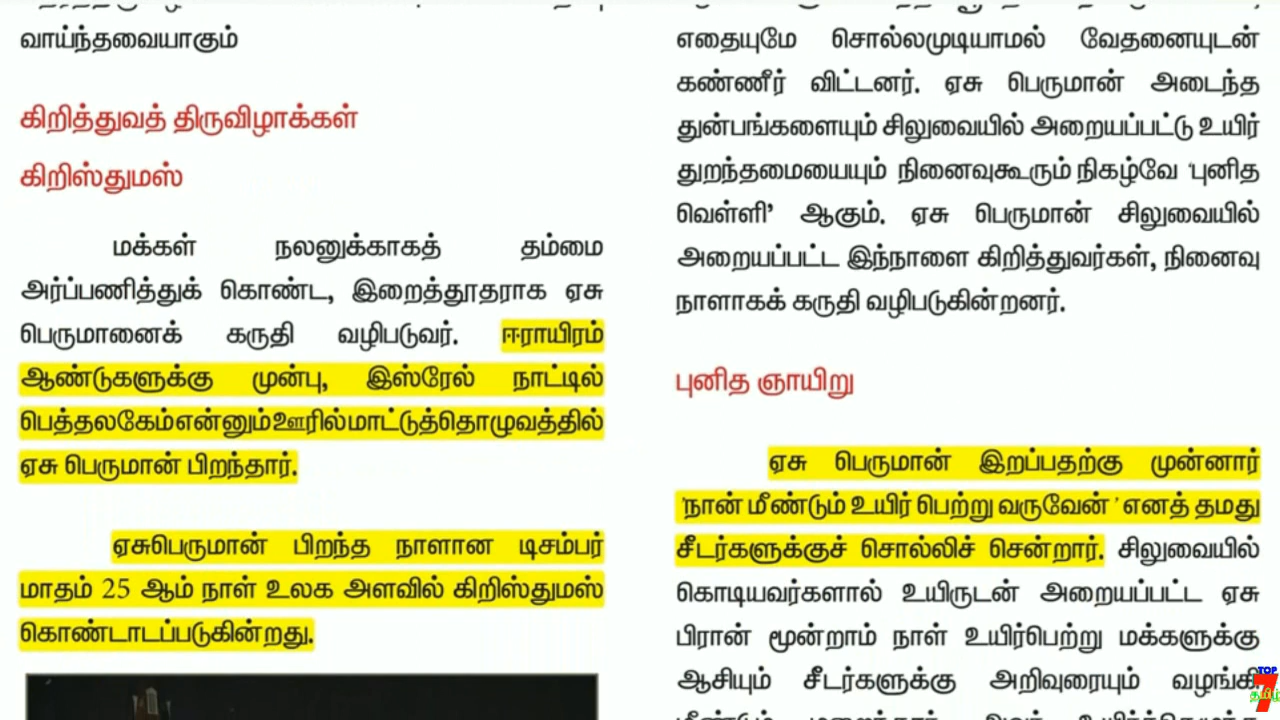 வாய்ந்தவையாகும்
கிறித்துவத் திருவிழாக்கள்
கிறிஸ்துமஸ்
மக்கள் நலனுக்காகத் தம்மை
அர்ப்பணித்துக் கொண்ட, இறைத்தூதராக ஏசு
பெருமானைக் கருதி வழிபடுவர். ஈராயிரம்
ஆண்டுகளுக்கு முன்பு, இஸ்ரேல் நாட்டில்
பெத்தலகேம் என்னும் ஊரில் மாட்டுத்தொழுவத்தில்
ஏசு பெருமான் பிறந்தார்.
ஏசுபெருமான் பிறந்த நாளான டிசம்பர்
மாதம் 25 ஆம் நாள் உலக அளவில் கிறிஸ்துமஸ்
கொண்டாடப்படுகின்றது.
எதையுமே சொல்லமுடியாமல் வேதனையுடன்
கண்ணீர் விட்டனர். ஏசு பெருமான் அடைந்த
துன்பங்களையும் சிலுவையில் அறையப்பட்டு உயிர்
துறந்தமையையும் நினைவுகூரும் நிகழ்வே ‘புனித
வெள்ளி’ ஆகும். ஏசு பெருமான் சிலுவையில்
அறையப்பட்ட இந்நாளை கிறித்துவர்கள், நினைவு
நாளாகக் கருதி வழிபடுகின்றனர்.
புனித ஞாயிறு
ஏசு பெருமான் இறப்பதற்கு முன்னார்
‘நான் மீண்டும் உயிர் பெற்று வருவேன் ’ எனத் தமது
சீடர்களுக்குச் சொல்லிச் சென்றார். சிலுவையில்
கொடியவர்களால் உயிருடன் அறையப்பட்ட ஏசு
பிரான் மூன்றாம் நாள் உயிர்பெற்று மக்களுக்கு
ஆசியும் சீடர்களுக்கு அறிவுரையும் வழங்கி
TOP
7
தமிழ்